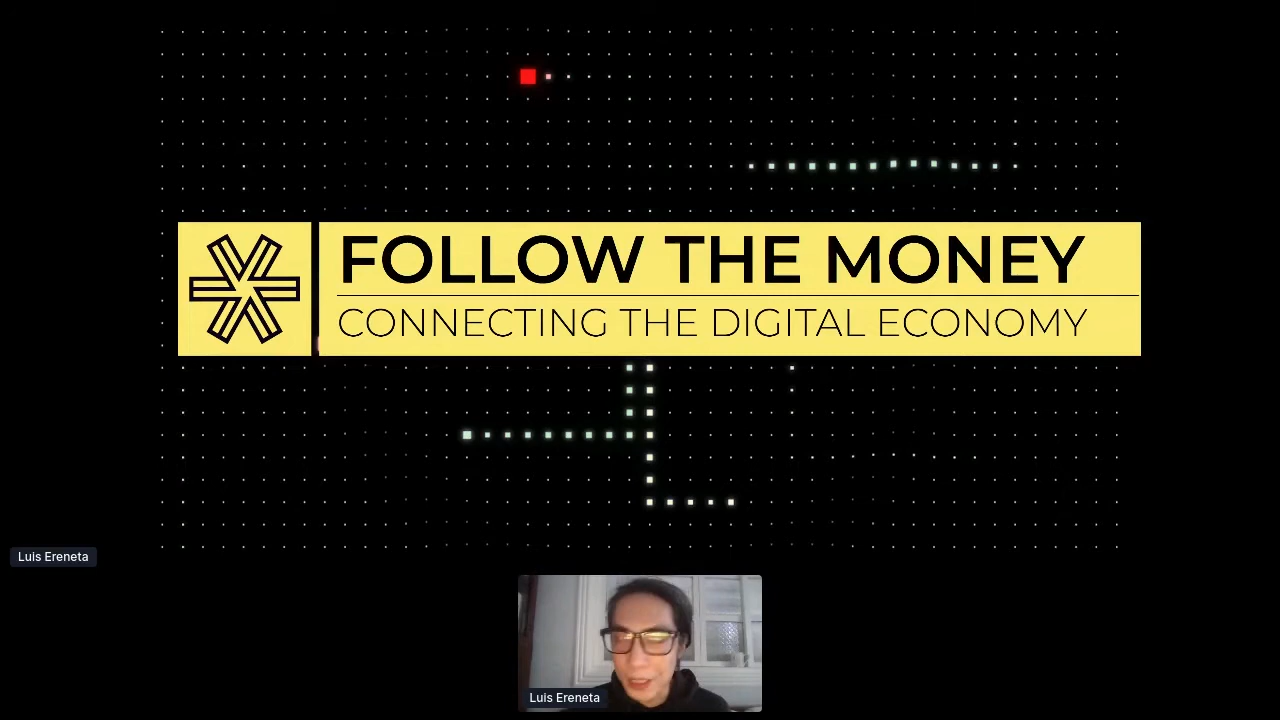 FOLLOW THE MONEY
CONNECTING THE DIGITAL ECONOMY
Luis Ereneta
Luis Ereneta